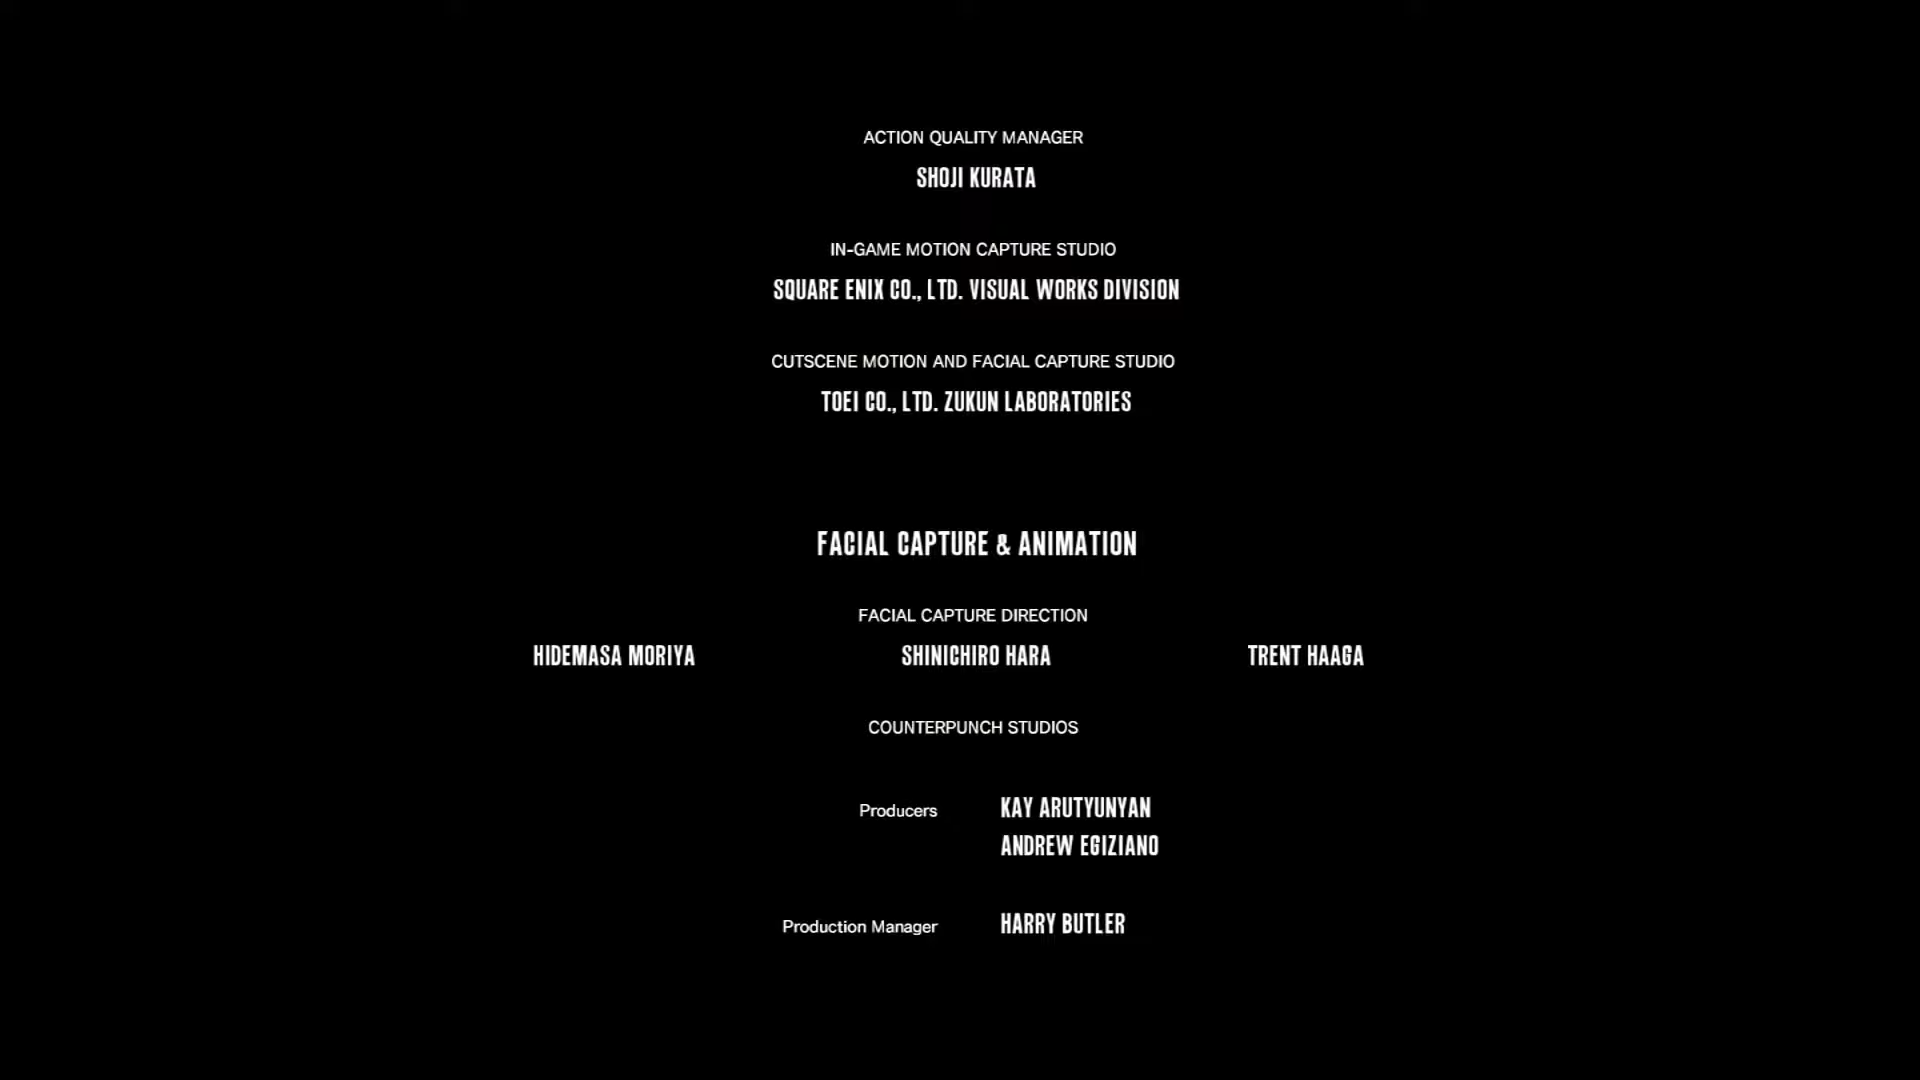 ACTION QUALITY MANAGER
SHOJI KURATA
IN-GAME MOTION CAPTURE STUDIO
SQUARE ENIX CO., LTD. VISUAL WORKS DIVISION
CUTSCENE MOTION AND FACIAL CAPTURE STUDIO
TOEI CO., LTD. ZUKUN LABORATORIES
FACIAL CAPTURE & ANIMATION
FACIAL CAPTURE DIRECTION
HIDEMASA MORIYA SHINICHIRO HARA TRENT HAAGA
COUNTERPUNCH STUDIOS
Producers KAY ARUTYUNYAN
ANDREW EGIZIANO
Production Manager HARRY BUTLER